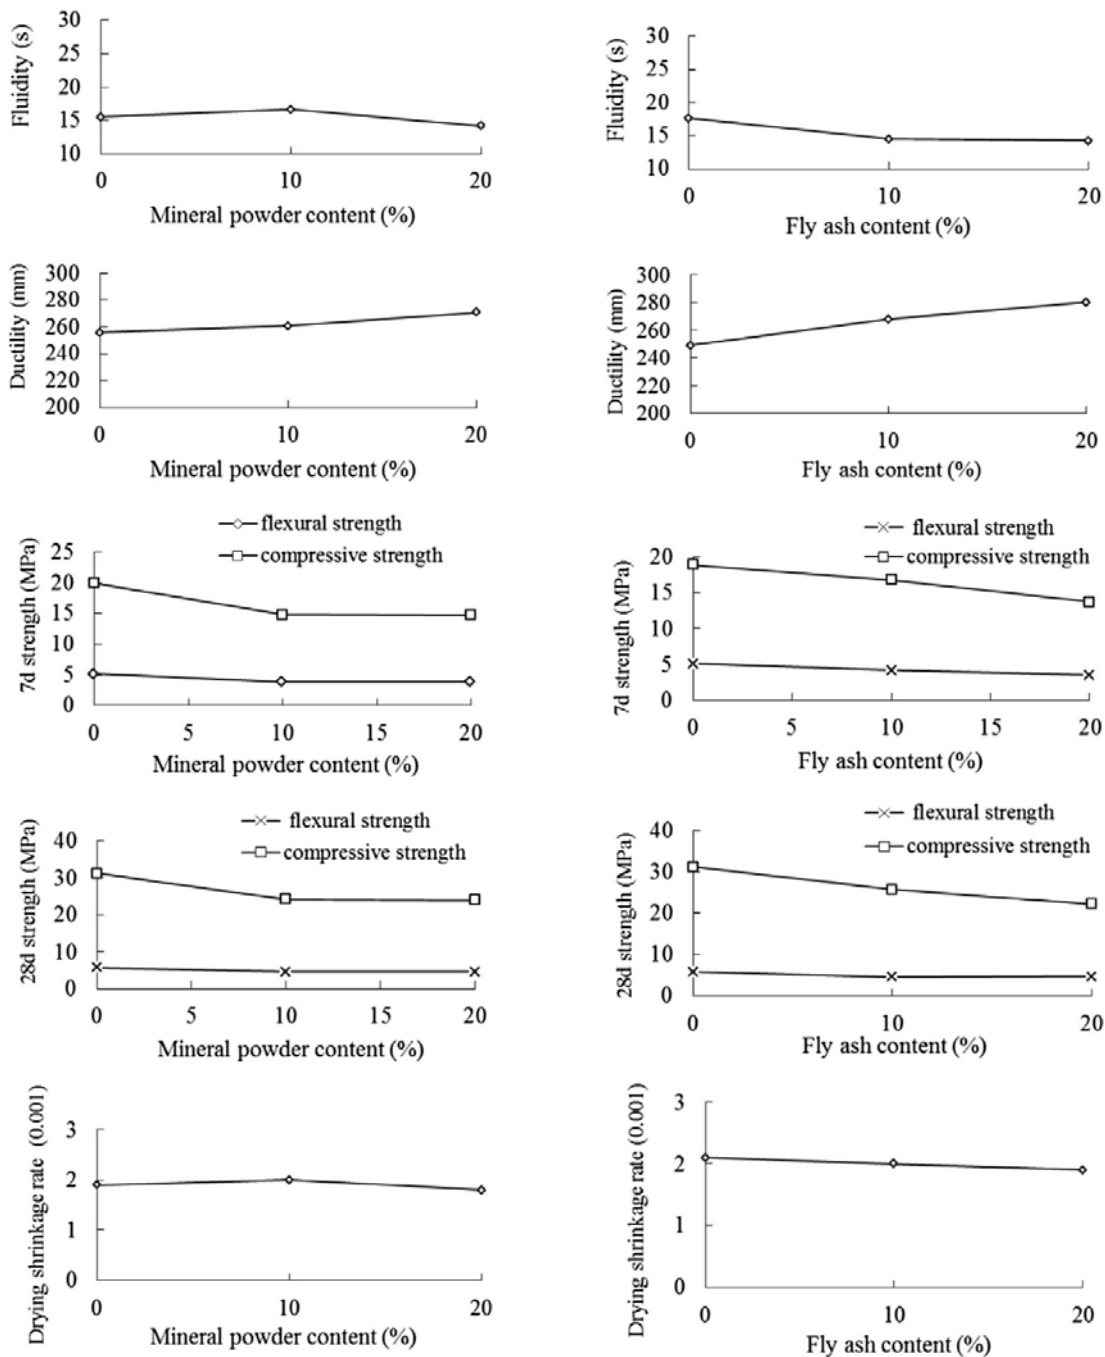 Fluidity (s)
30
25
20
15
10
0 10 20
Mineral powder content (%)
Fluidity (s)
30
25
20
15
10
0 10 20
Fly ash content (%)
Ductility (mm)
300
280
260
240
220
200
0 10 20
Mineral powder content (%)
Ductility (mm)
300
280
260
240
220
200
0 10 20
Fly ash content (%)
flexural strength
compressive strength
7d strength (MPa)
25
20
15
10
5
0
0 5 10 15 20
Mineral powder content (%)
flexural strength
compressive strength
7d strength (MPa)
20
15
10
5
0
0 5 10 15 20
Fly ash content (%)
flexural strength
compressive strength
28d strength (MPa)
40
30
20
10
0
0 5 10 15 20
Mineral powder content (%)
flexural strength
compressive strength
28d strength (MPa)
40
30
20
10
0
0 10 20
Fly ash content (%)
Drying shrinkage rate (0.001)
3
2
1
0
0 10 20
Mineral powder content (%)
Drying shrinkage rate (0.001)
3
2
1
0
0 10 20
Fly ash content (%)